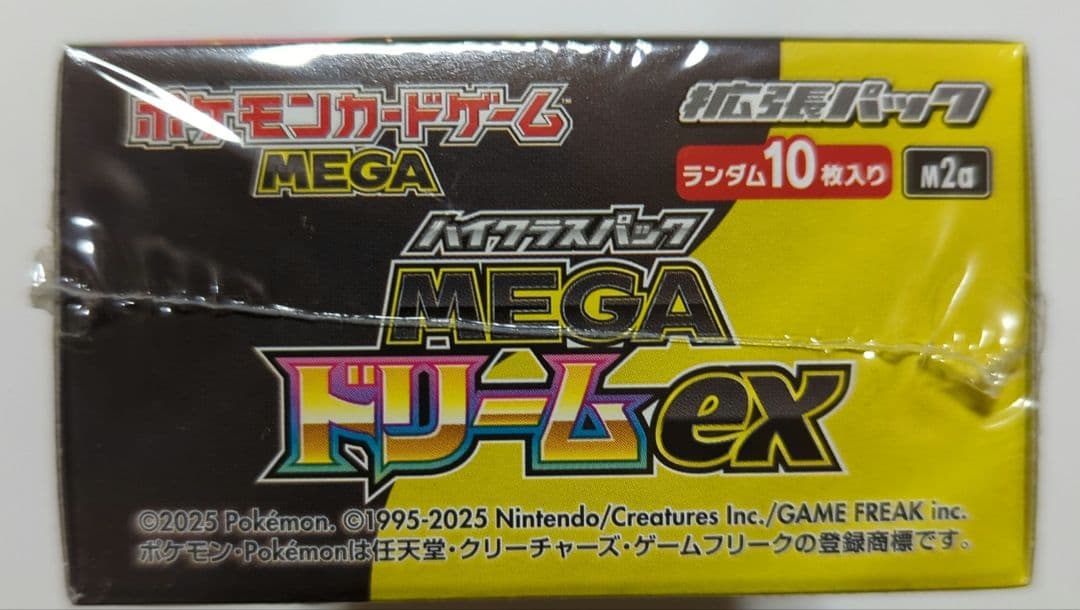 ポケモンカードゲーム™
MEGA
拡張パック
ランダム10枚入り
M2a
ハイクラスパック
MEGA
ドリームex
©2025 Pokémon. ©1995-2025 Nintendo/Creatures Inc./GAME FREAK inc.
ポケモン・Pokémonは任天堂・クリーチャーズ・ゲームフリークの登録商標です。